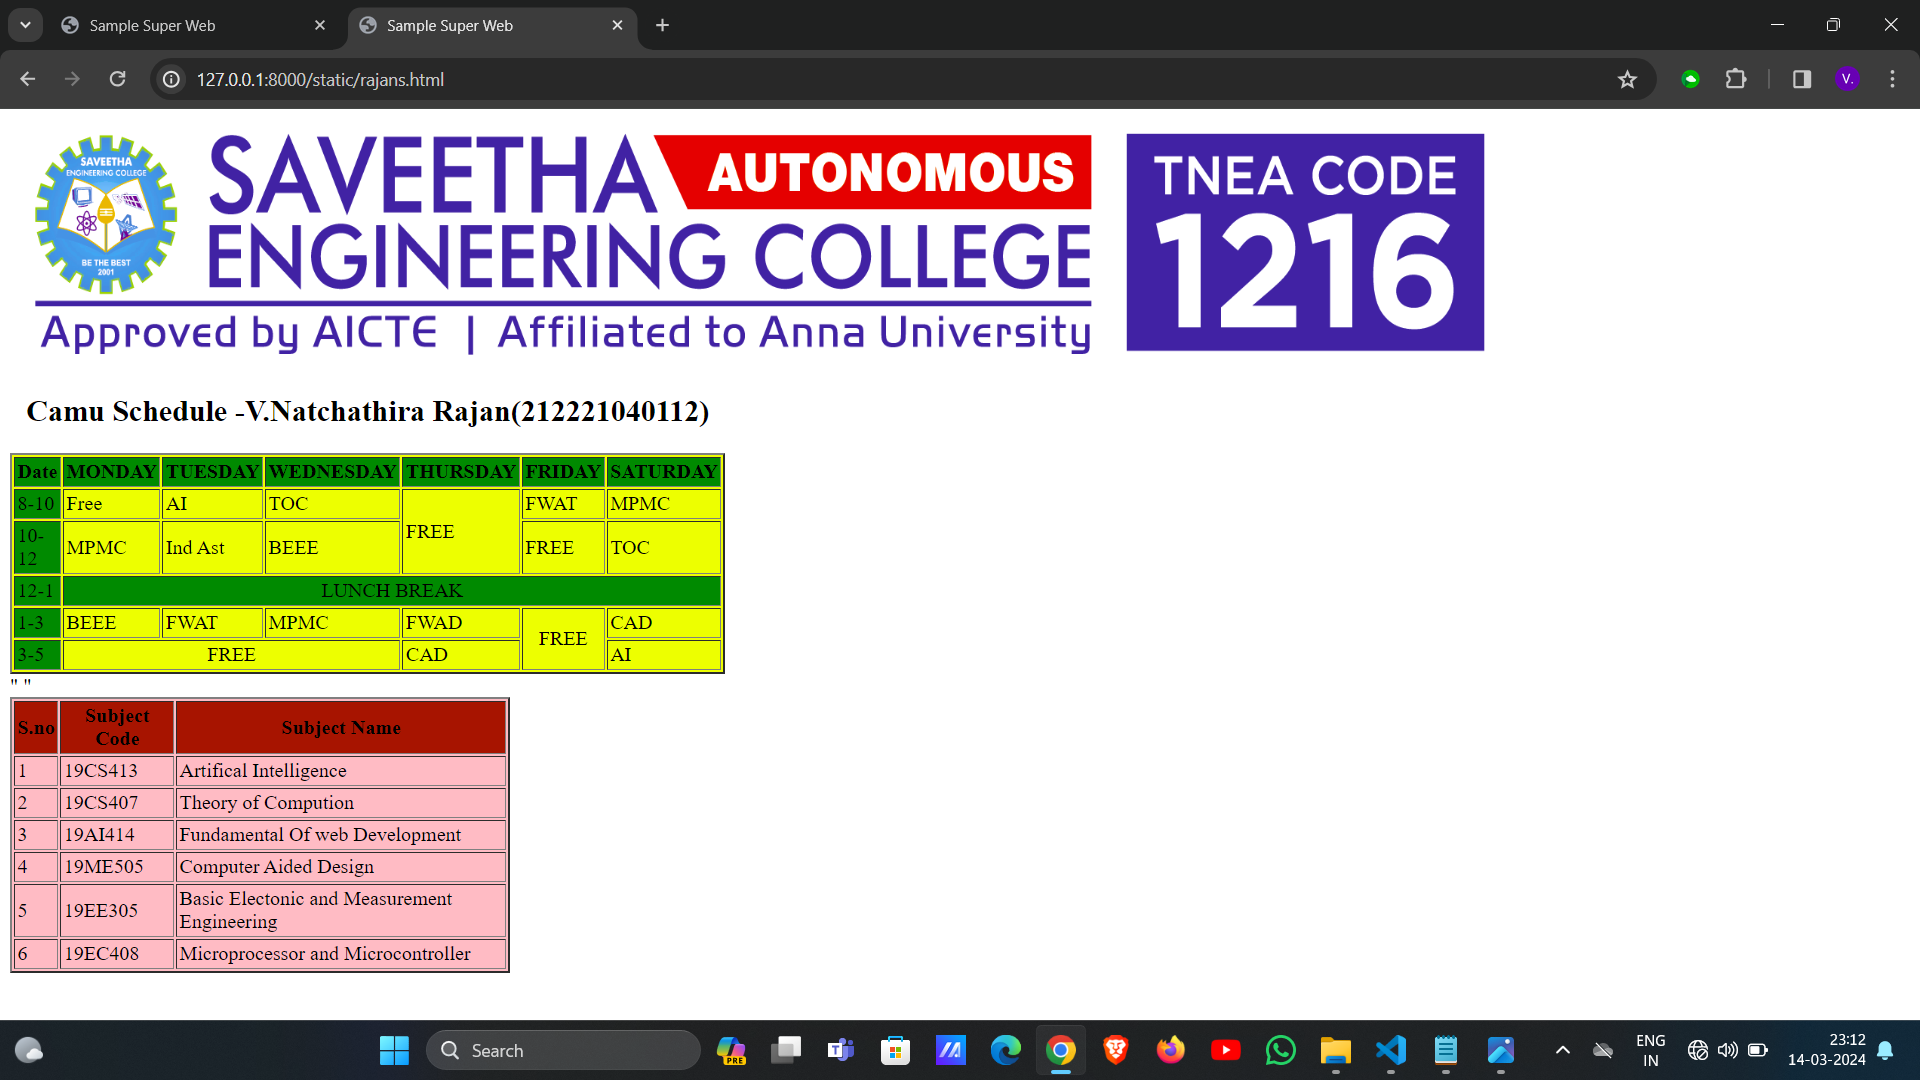 Sample Super Web
Sample Super Web
127.0.0.1:8000/static/rajans.html
V.
SAVEETHA
ENGINEERING COLLEGE
BE THE BEST
2001
SAVEETHA AUTONOMOUS
ENGINEERING COLLEGE
Approved by AICTE | Affiliated to Anna University
TNEA CODE
1216
Camu Schedule -V.Natchathira Rajan(212221040112)
Date MONDAY TUESDAY WEDNESDAY THURSDAY FRIDAY SATURDAY
8-10 Free AI TOC FREE FWAT MPMC
10-
12 MPMC Ind Ast BEEE FREE TOC
12-1 LUNCH BREAK
1-3 BEEE FWAT MPMC FWAD FREE CAD
3-5 FREE CAD AI
" "
S.no Subject Code Subject Name
1 19CS413 Artifical Intelligence
2 19CS407 Theory of Compution
3 19AI414 Fundamental Of web Development
4 19ME505 Computer Aided Design
5 19EE305 Basic Electonic and Measurement
Engineering
6 19EC408 Microprocessor and Microcontroller
Search
PRE
ENG
IN
23:12
14-03-2024